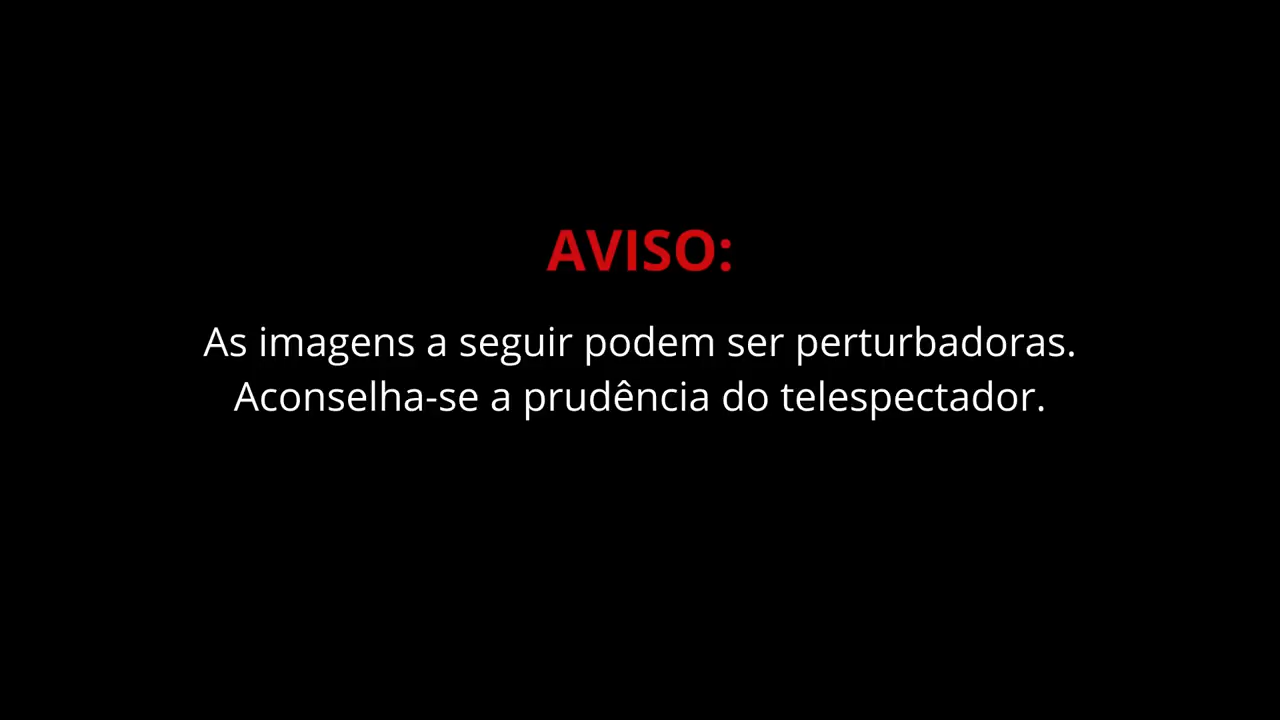 AVISO:
As imagens a seguir podem ser perturbadoras.
Aconselha-se a prudência do telespectador.